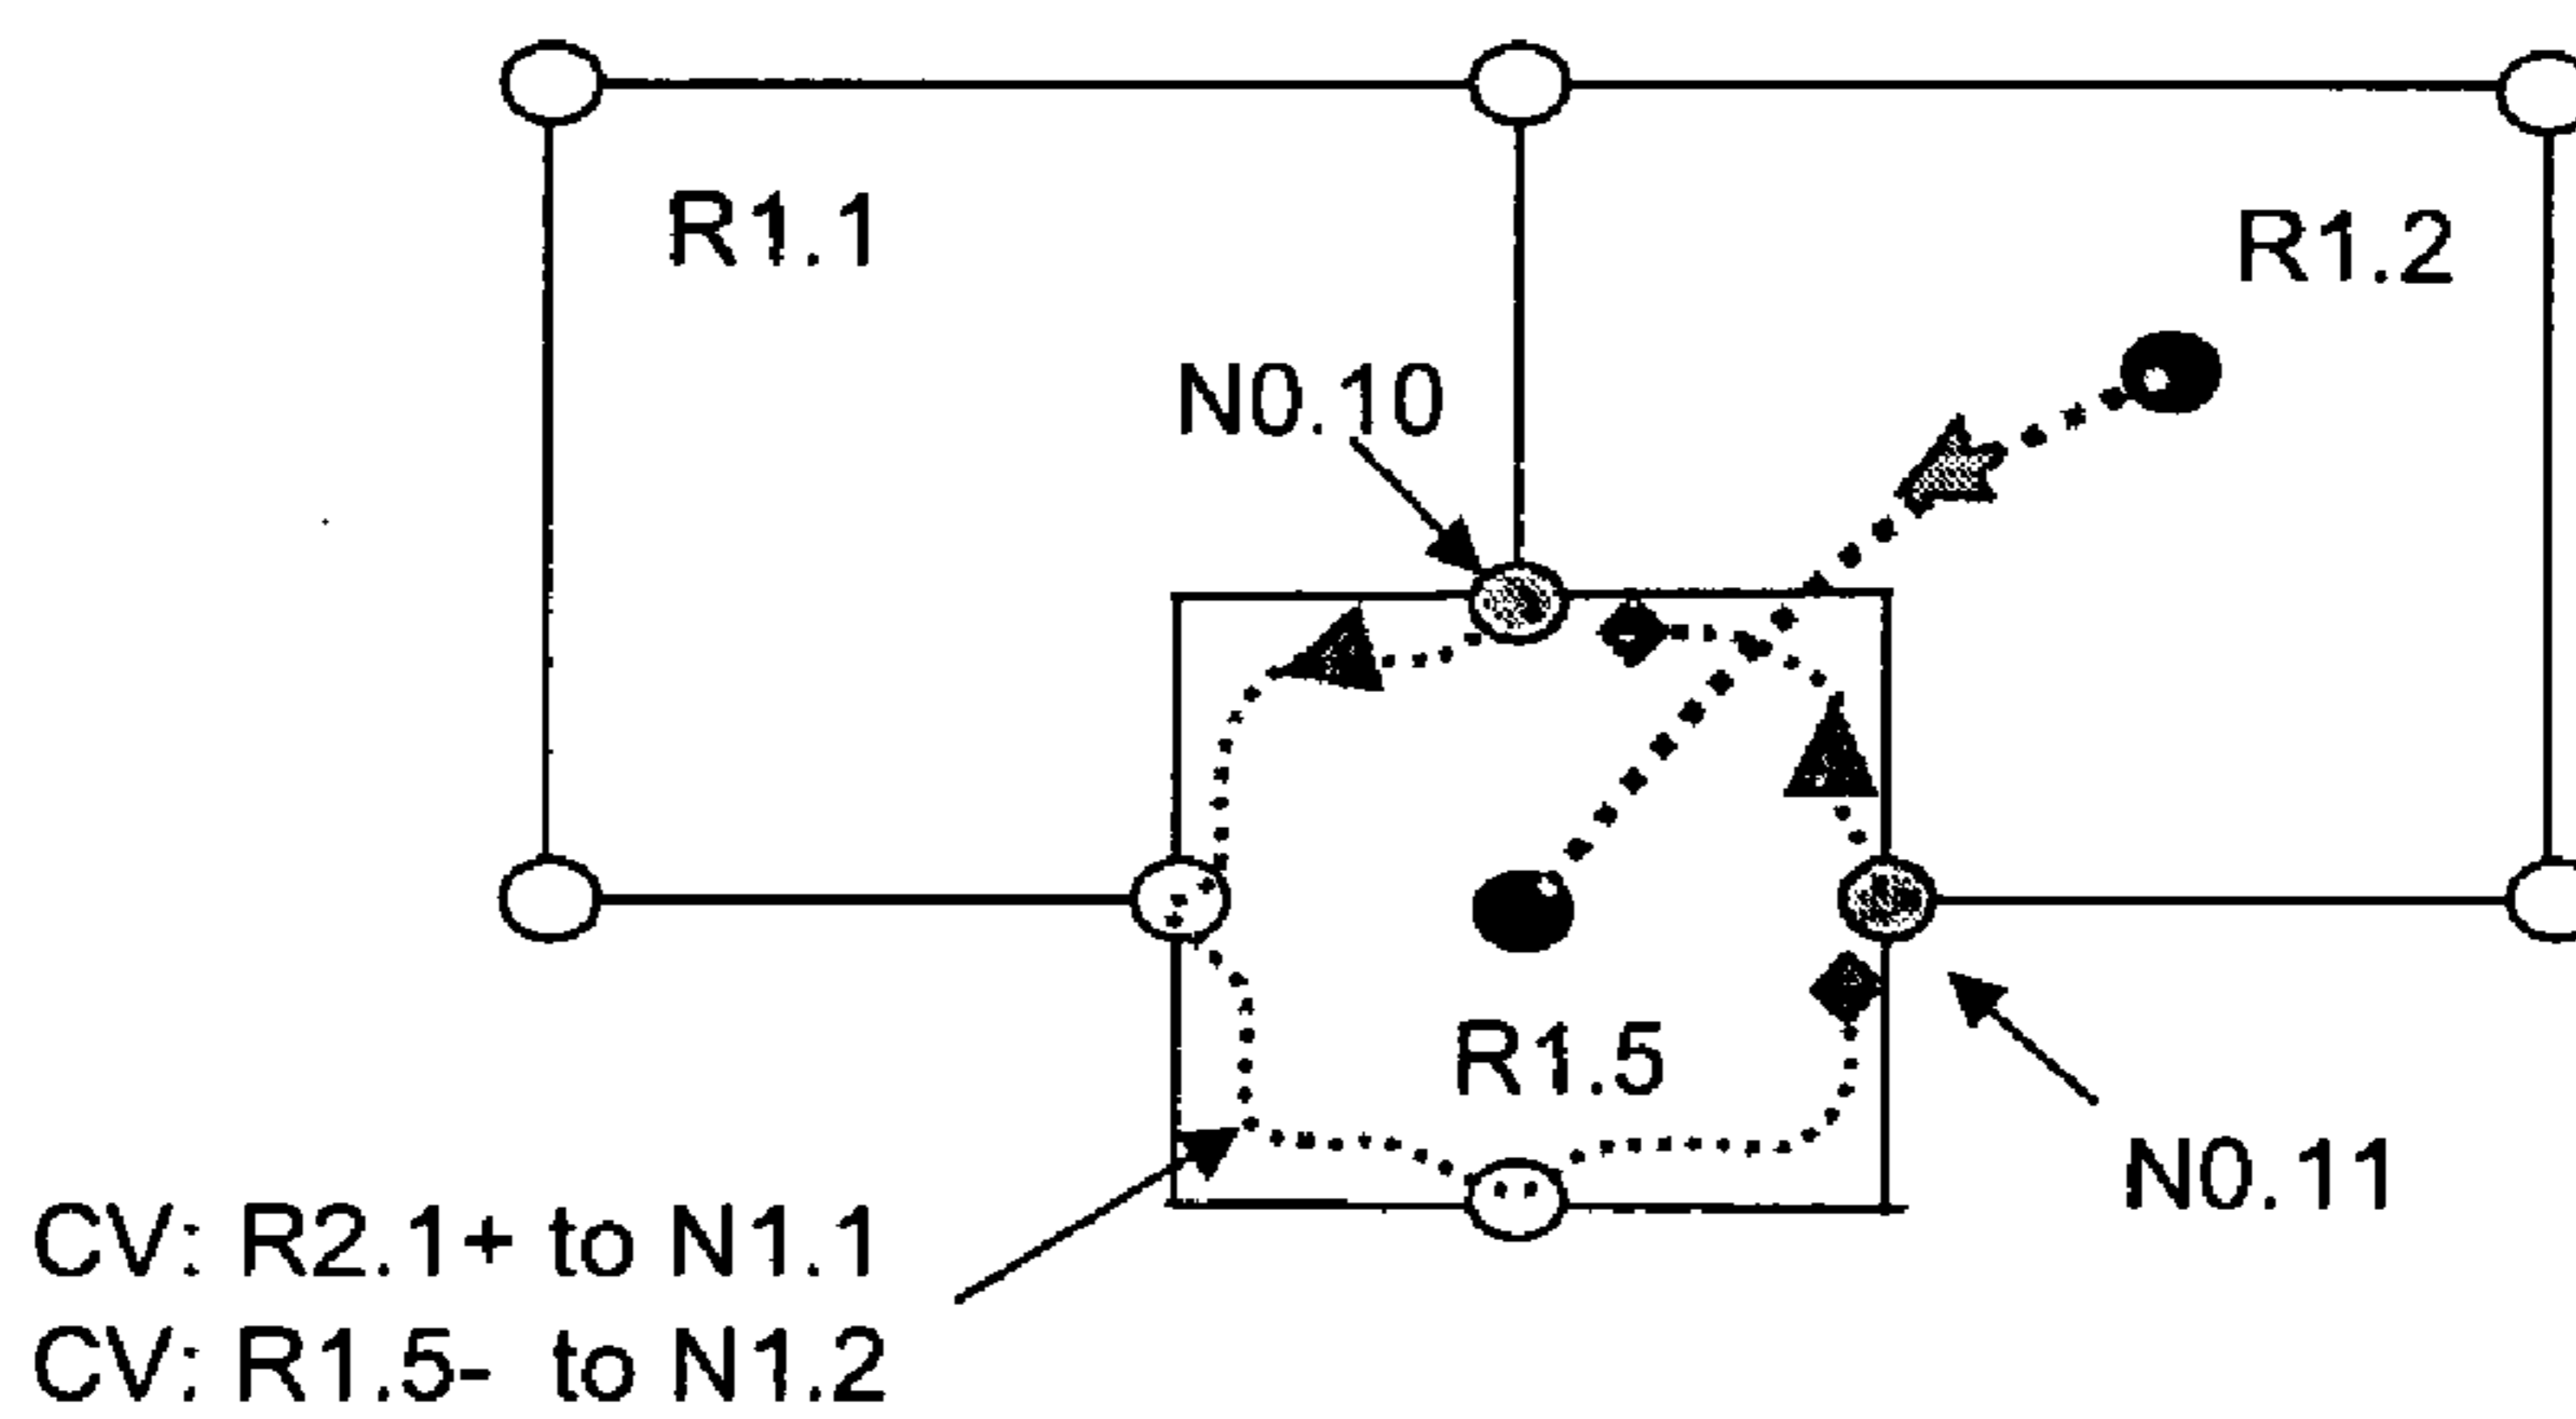 R1.1
R1.2
N0.10
R1.5
N0.11
CV: R2.1+ to N1.1
CV: R1.5- to N1.2